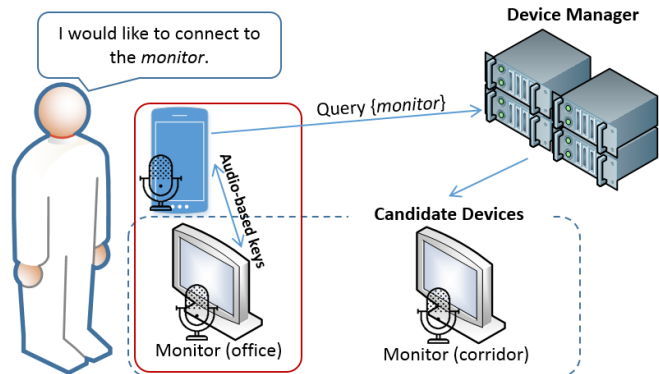 Device Manager
I would like to connect to
the monitor.
Query {monitor}
Audio-based keys
Candidate Devices
Monitor (office)
Monitor (corridor)